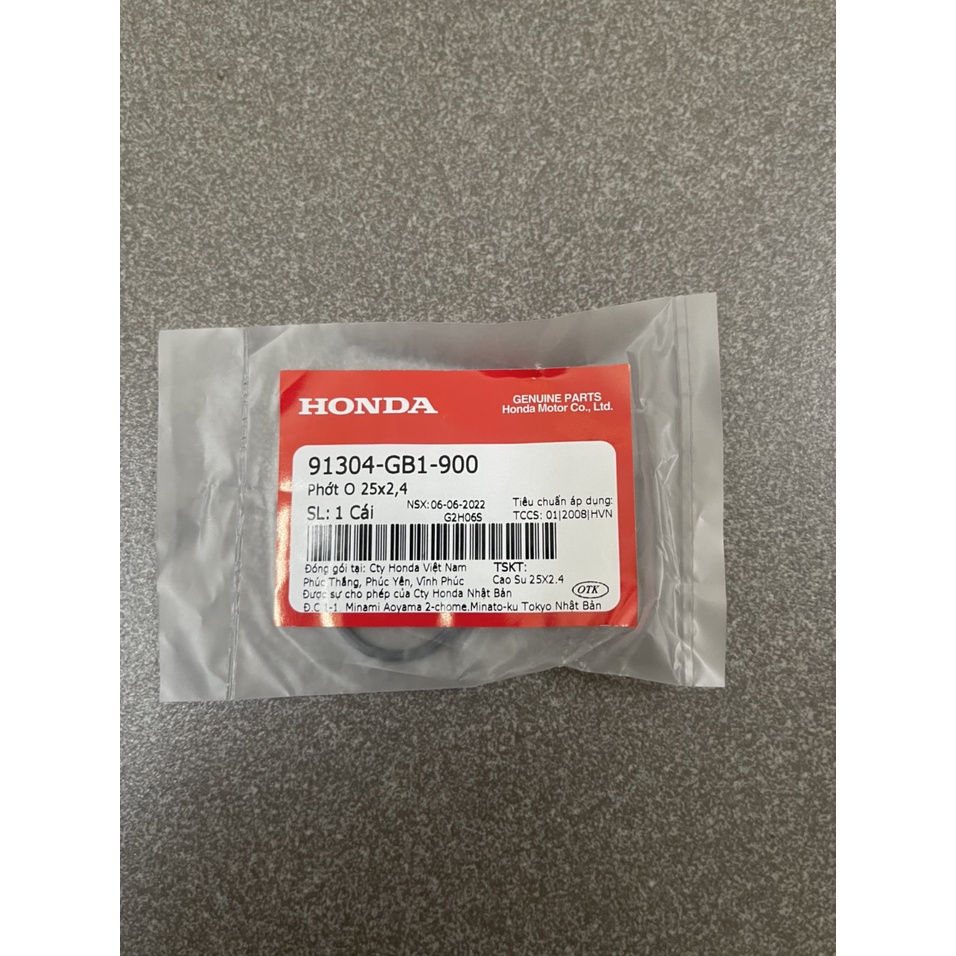 HONDA
GENUINE PARTS
Honda Motor Co., Ltd.
91304-GB1-900
Phớt O 25x2,4
SL: 1 Cái
NSX: 06-06-2022
G2H06S
Tiêu chuẩn áp dụng:
TCCS: 01|2008|HVN
Đóng gói tại: Cty Honda Việt Nam
Phúc Thắng, Phúc Yên, Vĩnh Phúc
Được sự cho phép của Cty Honda Nhật Bản
Đ.C 1-1 Minami Aoyama 2-chome.Minato-ku Tokyo Nhật Bản
TSKT:
Cao Su 25X2.4
OTK